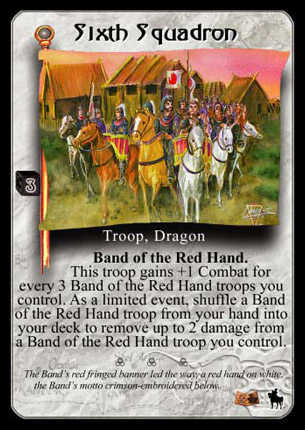 Sixth Squadron
3
Troop, Dragon
Band of the Red Hand.
This troop gains +1 Combat for
every 3 Band of the Red Hand troops you
control. As a limited event, shuffle a Band
of the Red Hand troop from your hand into
your deck to remove up to 2 damage from
a Band of the Red Hand troop you control.
The Band's red fringed banner led the way, a red hand on white,
the Band's motto crimson-embroidered below.